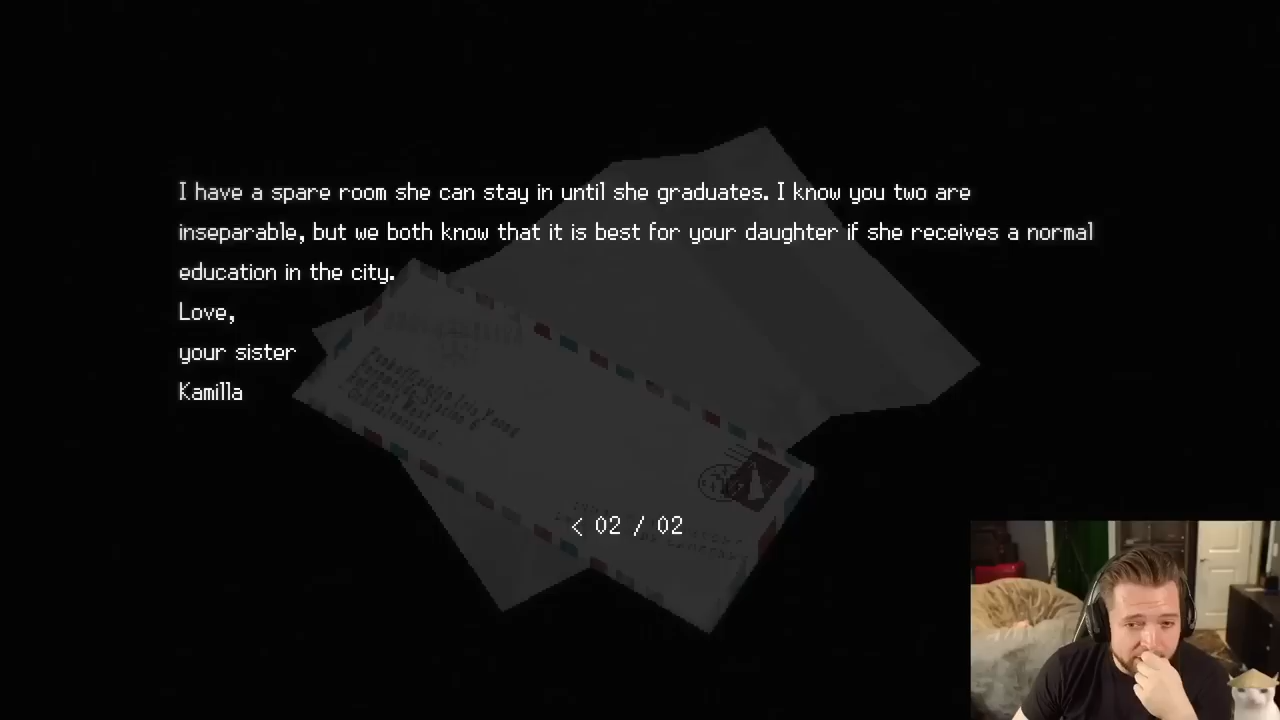 I have a spare room she can stay in until she graduates. I know you two are
inseparable, but we both know that it is best for your daughter if she receives a normal
education in the city.
Love,
your sister
Kamilla
< 02 / 02